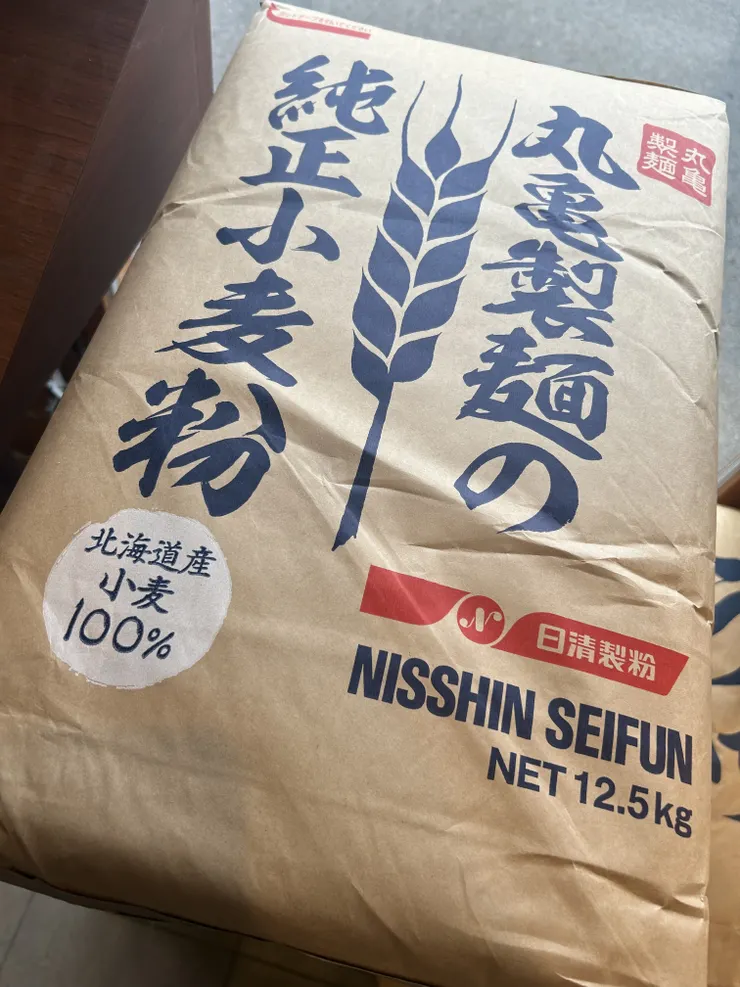 丸亀製麺の
純正小麦粉
丸亀
製麺
北海道産
小麦
100%
N
日清製粉
NISSHIN SEIFUN
NET 12.5kg